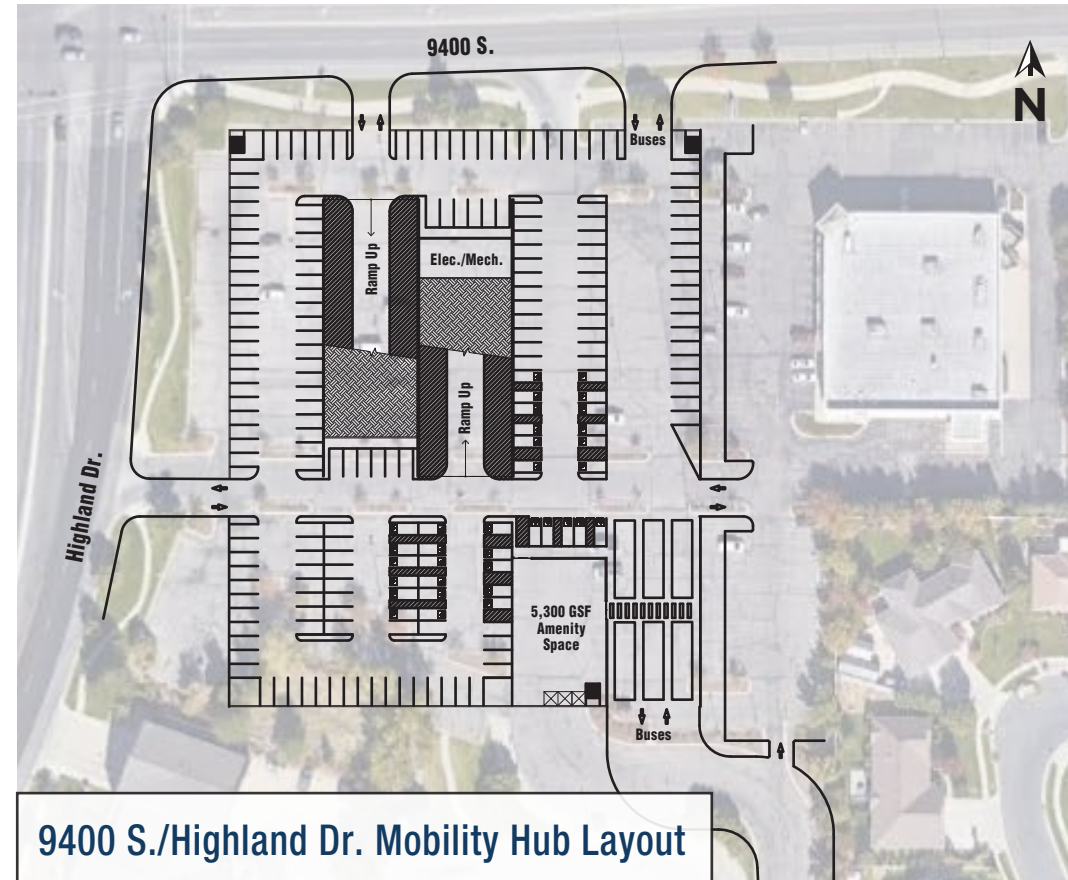 9400 S.
N
Buses
Ramp Up
Elec./Mech.
Ramp Up
Highland Dr.
5,300 GSF
Amenity
Space
Buses
9400 S./Highland Dr. Mobility Hub Layout